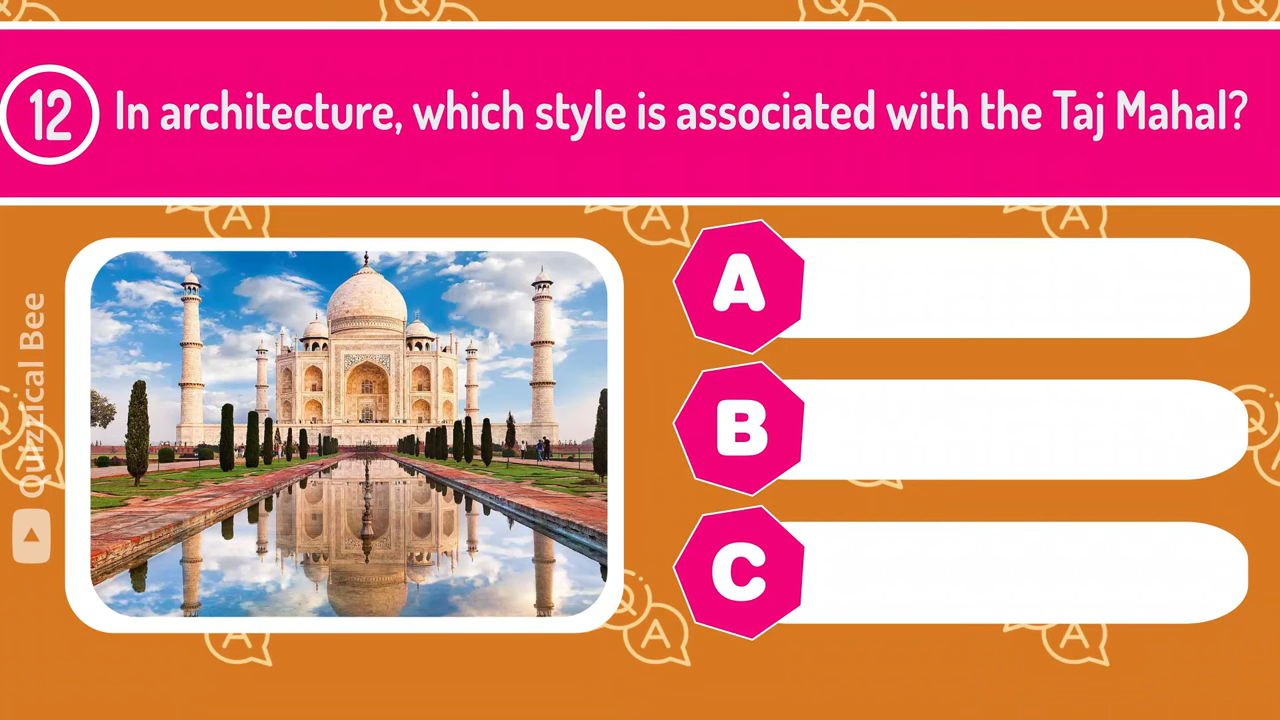 12
In architecture, which style is associated with the Taj Mahal?
A
B
C
Quizzical Bee